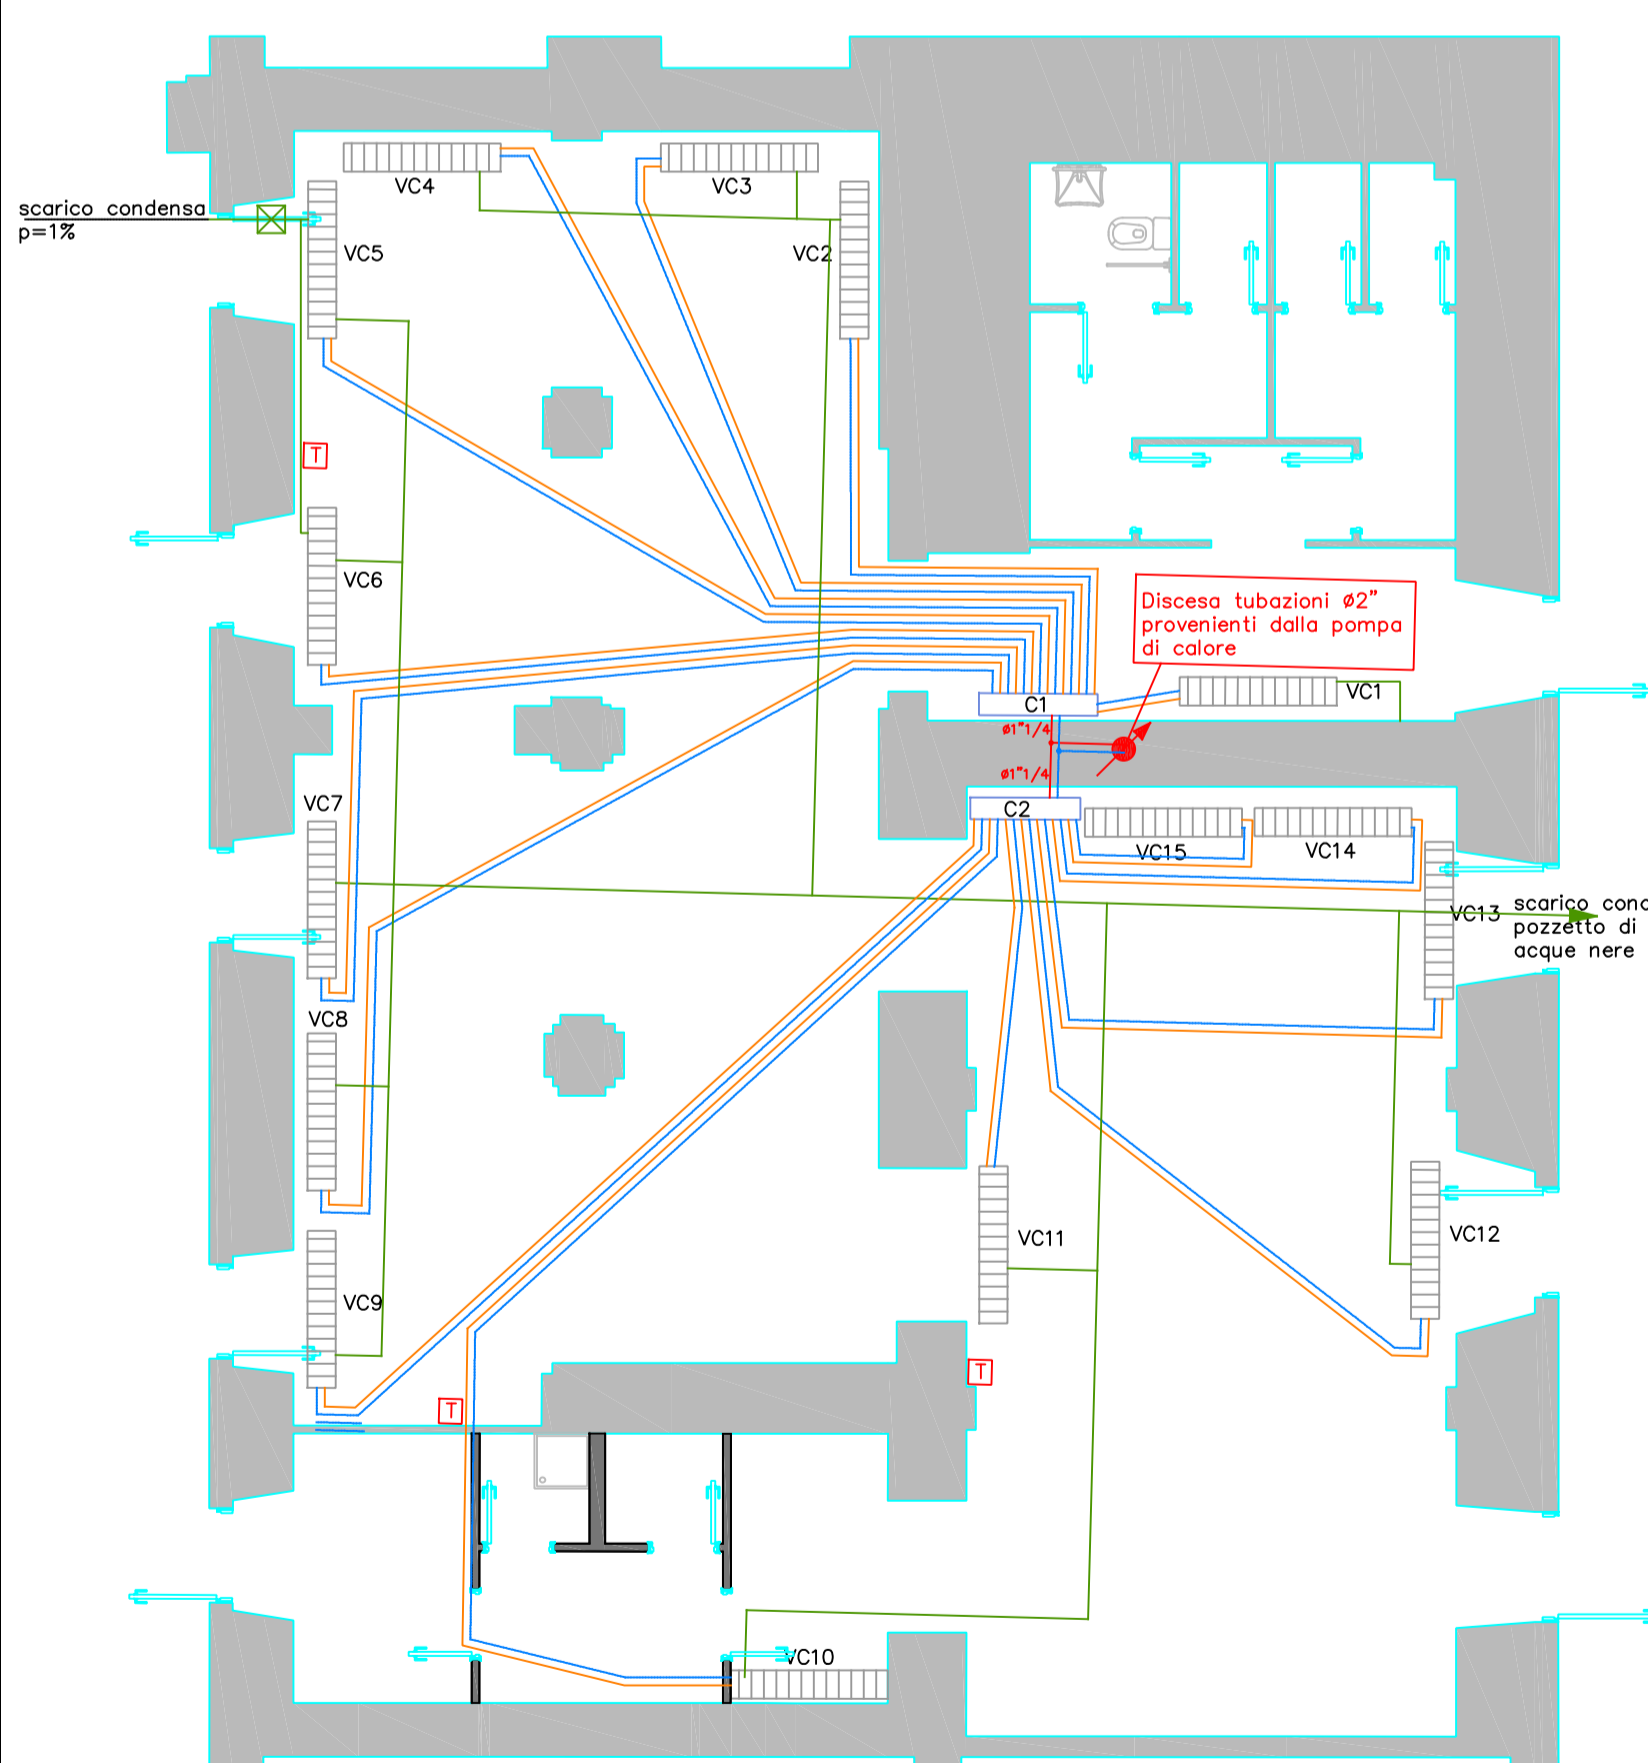 VC4
VC3
scarico condensa
p=1%
VC5
VC2
T
VC6
Discesa tubazioni ø2"
provenienti dalla pompa
di calore
VC1
C1
ø1"1/4
ø1"1/4
VC7
C2
VC15
VC14
VC13
scarico
pozzetto di
acque nere
VC8
VC11
VC12
VC9
T
T
VC10